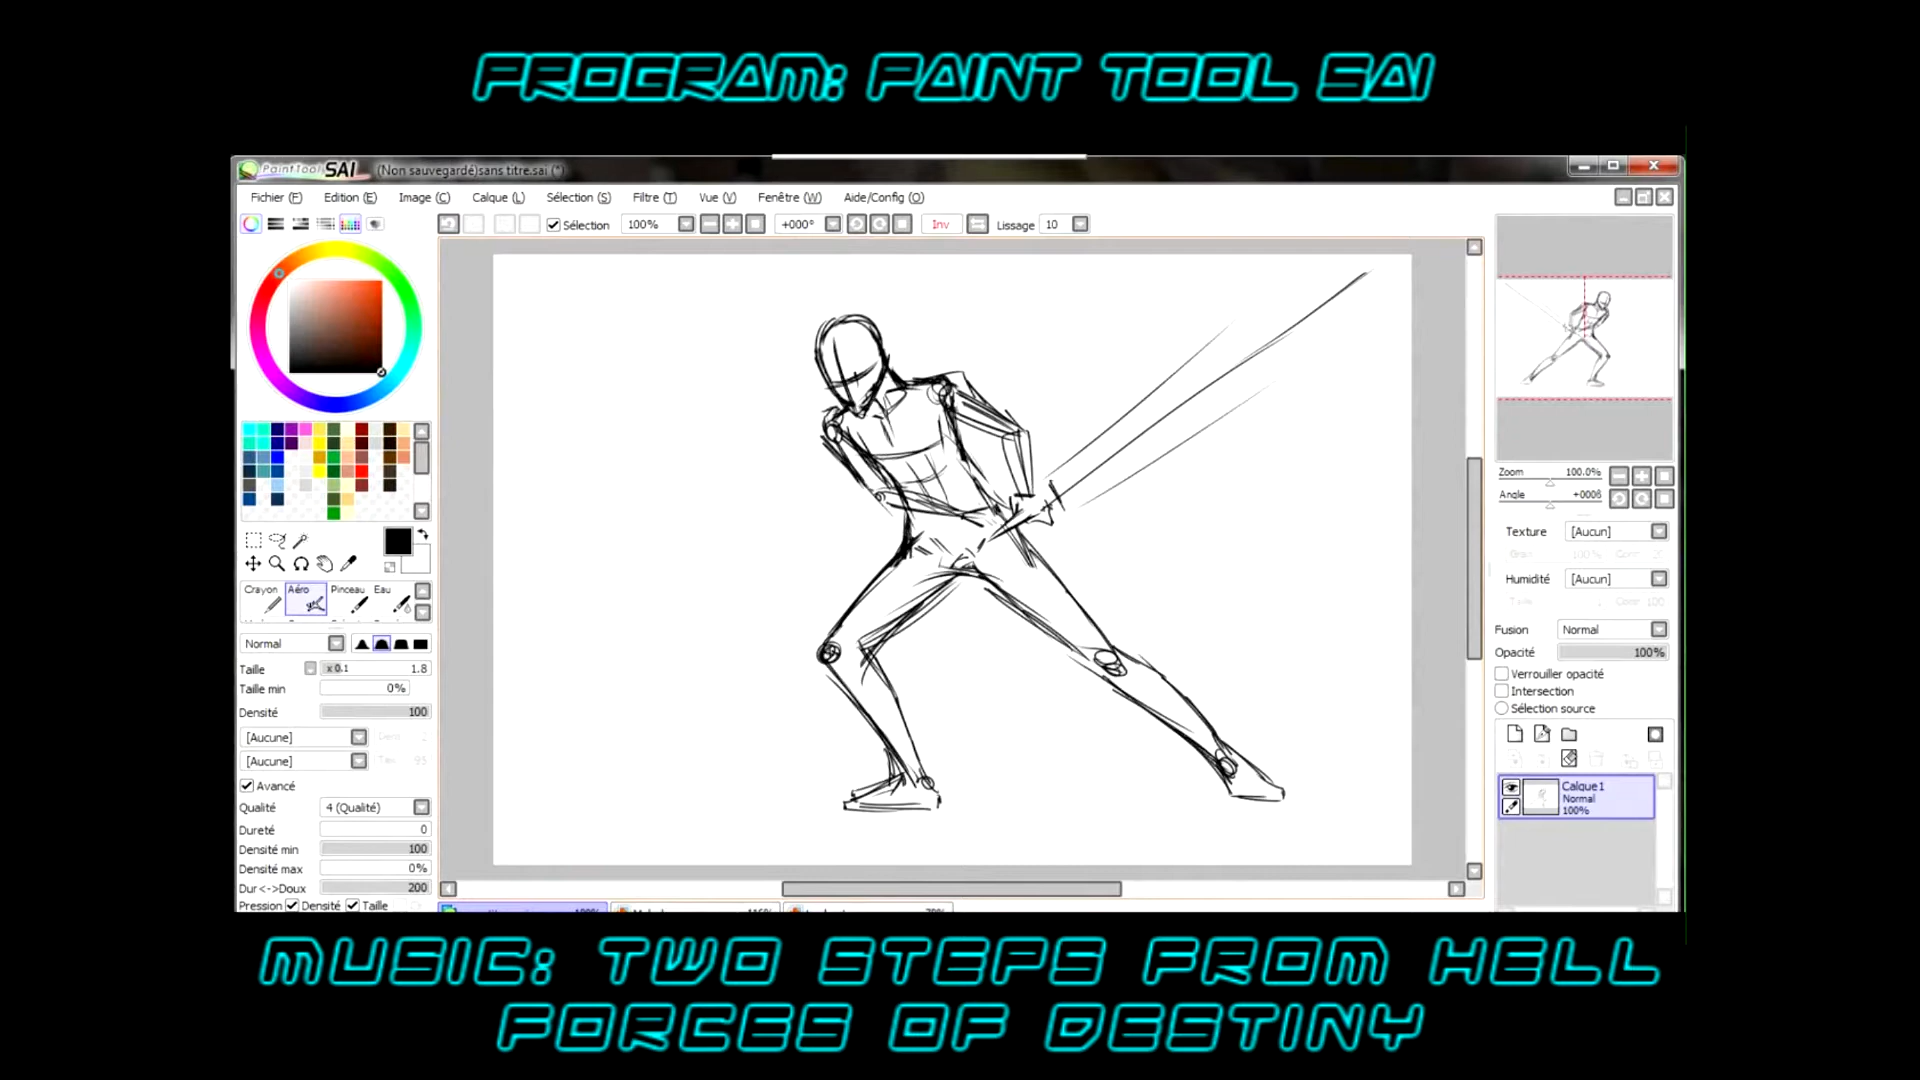 PROGRAM: PAINT TOOL SAI
PaintTool SAI (Non sauvegardé)sans titre.sai (*)
Fichier (F) Edition (E) Image (C) Calque (L) Sélection (S) Filtre (T) Vue (V) Fenêtre (W) Aide/Config (O)
Sélection 100% +000° Inv Lissage 10
Zoom 100.0%
Angle
Texture [Aucun]
Humidité [Aucun]
Crayon Aéro Pinceau Eau
Fusion Normal
Normal
Opacité 100%
Taille x 0.1 1.8
Verrouiller opacité
Taille min 0%
Intersection
Densité 100
Sélection source
[Aucune]
[Aucune]
Avancé
Calque1
Normal
100%
Qualité 4 (Qualité)
Dureté 0
Densité min 100
Densité max 0%
Dur<->Doux 200
Pression Densité Taille
MUSIC: TWO STEPS FROM HELL
FORCES OF DESTINY